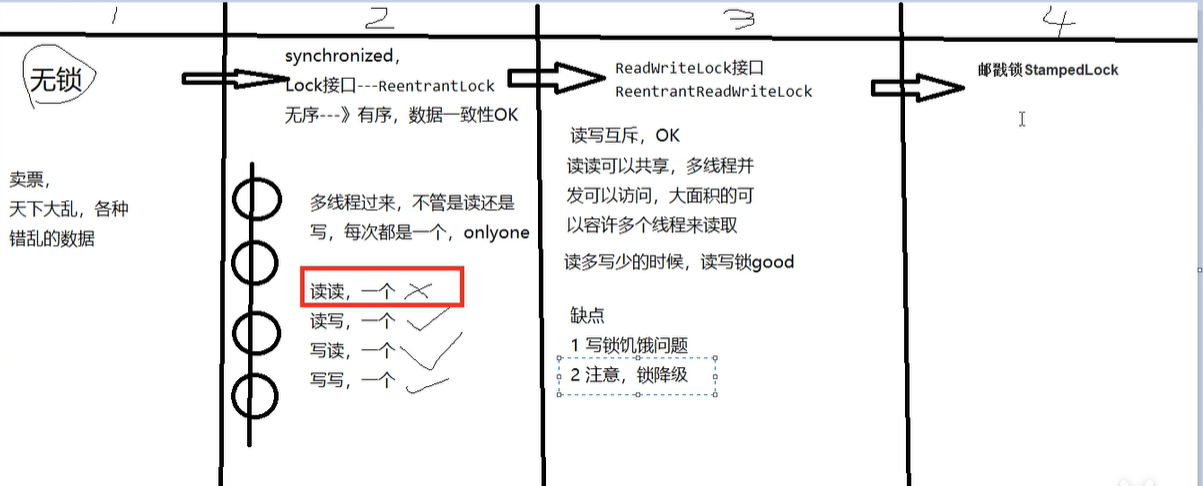 1
2
3
4
无锁
synchronized,
Lock接口---ReentrantLock
无序---》有序，数据一致性OK
ReadWriteLock接口
ReentrantReadWriteLock
邮戳锁StampedLock
卖票，
天下大乱，各种
错乱的数据
多线程过来，不管是读还是
写，每次都是一个，onlyone
读读，一个
读写，一个
写读，一个
写写，一个
读写互斥，OK
读读可以共享，多线程并
发可以访问，大面积的可
以容许多个线程来读取
读多写少的时候，读写锁good
缺点
1 写锁饥饿问题
2 注意，锁降级